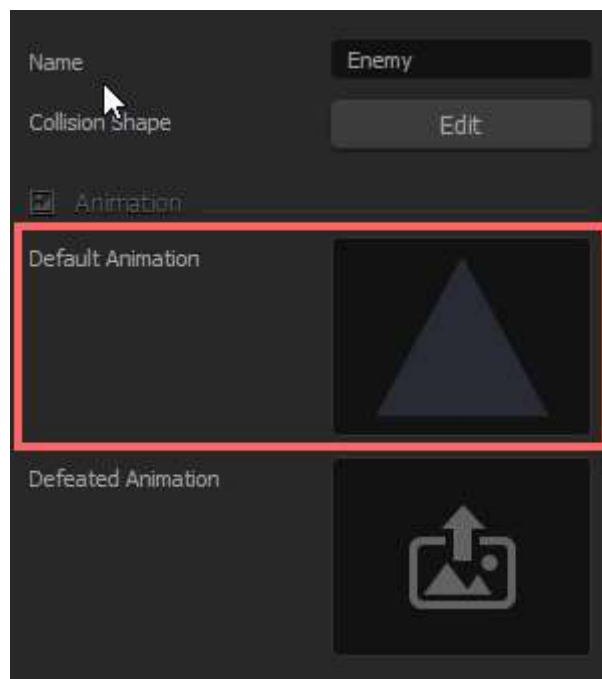 Name
Enemy
Collision Shape
Edit
Animation
Default Animation
Defeated Animation